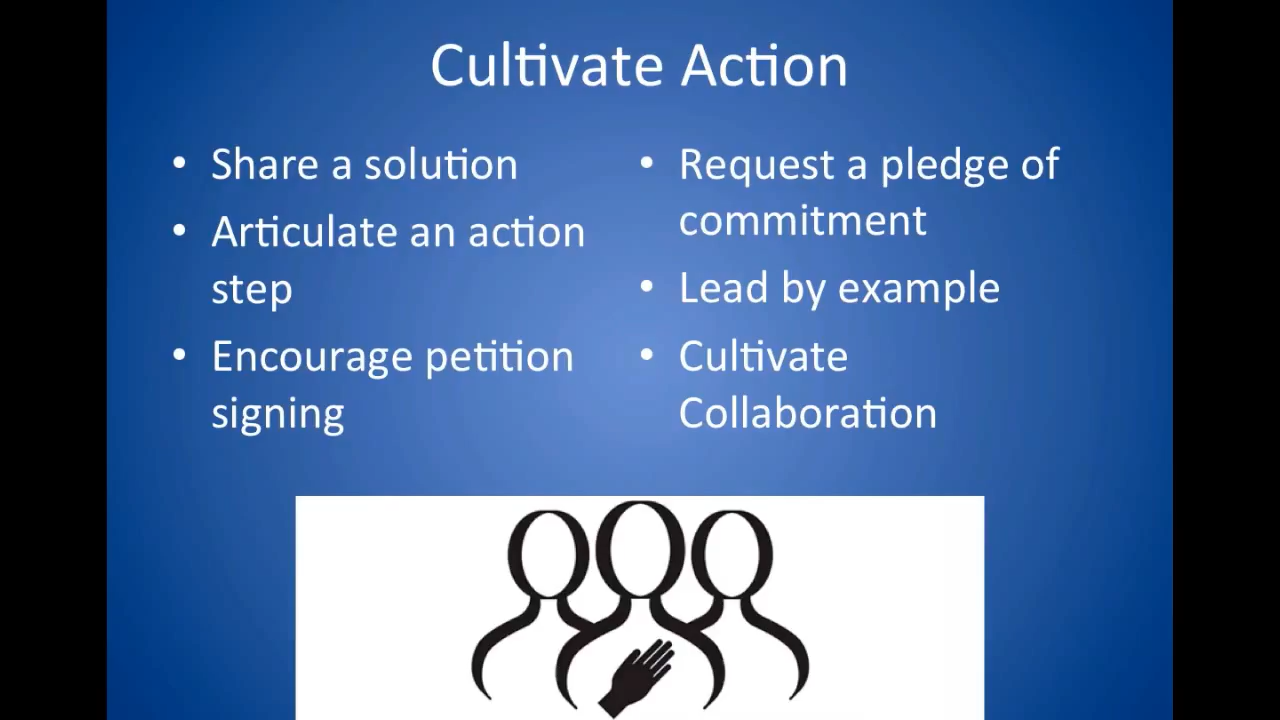 Cultivate Action
• Share a solution
• Articulate an action
step
• Encourage petition
signing
• Request a pledge of
commitment
• Lead by example
• Cultivate
Collaboration